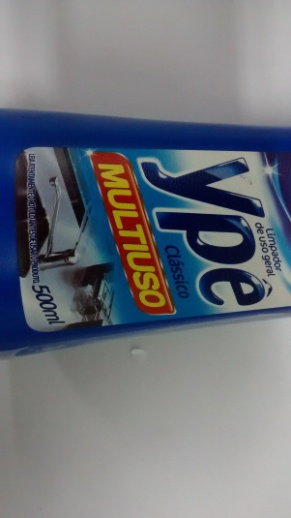 Limpador
de uso geral
ypê
Clássico
MULTIUSO
500ml